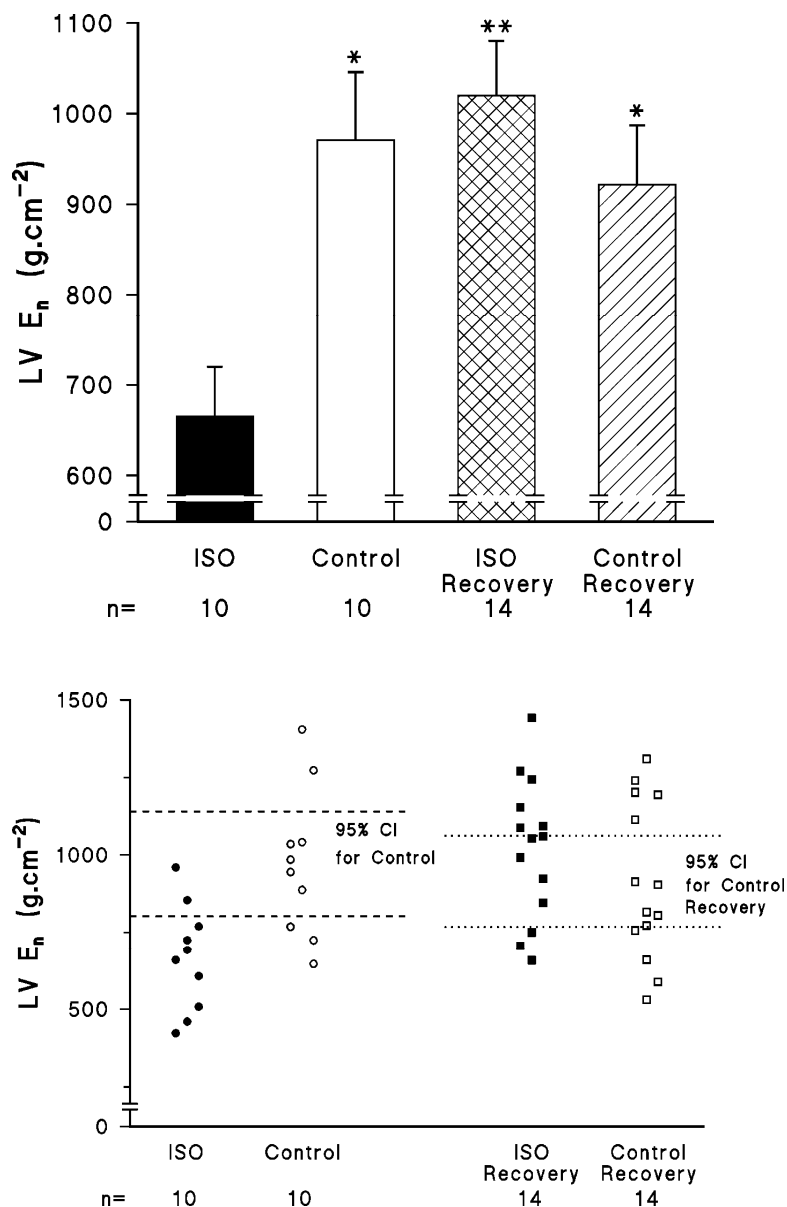 1100
1000
900
800
700
600
0
LV Eₙ (g.cm⁻²)
*
**
*
ISO Control ISO Recovery Control Recovery
n= 10 10 14 14
1500
1000
500
0
LV Eₙ (g.cm⁻²)
95% CI
for Control
95% CI
for Control
Recovery
ISO Control ISO Recovery Control Recovery
n= 10 10 14 14